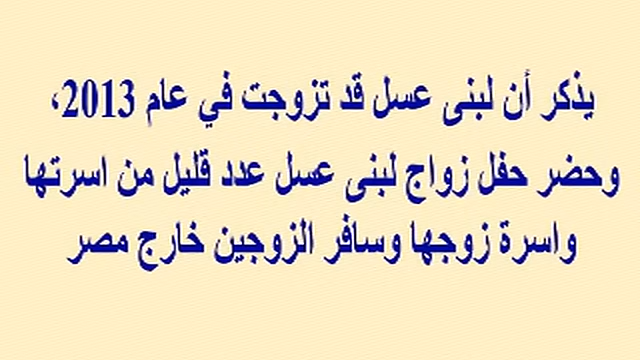 يذكر أن لبنى عسل قد تزوجت في عام 2013،
وحضر حفل زواج لبنى عسل عدد قليل من اسرتها
واسرة زوجها وسافر الزوجين خارج مصر